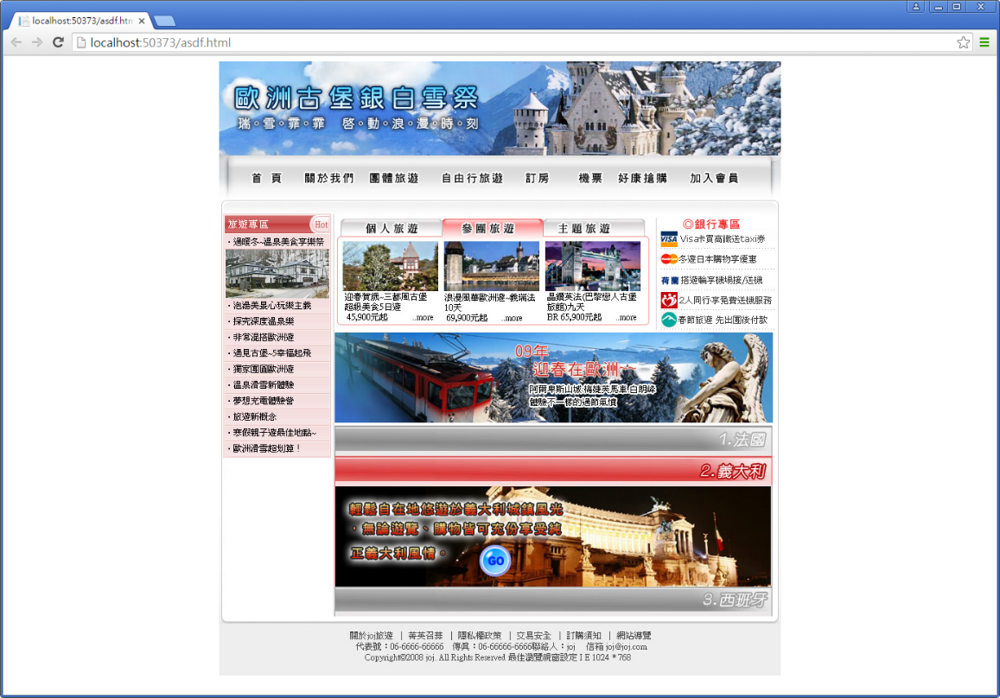 localhost:50373/asdf.htm
localhost:50373/asdf.html
歐洲古堡銀白雪祭
瑞。雪。霏。霏 啓。動。浪。漫。時。刻
首頁 關於我們 團體旅遊 自由行旅遊 訂房 機票 好康搶購 加入會員
旅遊專區 Hot
‧過暖冬~溫泉美食享樂祭
‧泡湯美景心玩樂主義
‧探究深度溫泉樂
‧非常混搭歐洲遊
‧遇見古堡~5幸福起飛
‧獨家團圓歐洲遊
‧溫泉滑雪新體驗
‧夢想充電體驗營
‧旅遊新概念
‧寒假親子遊最佳地點~
‧歐洲滑雪超划算！
個人旅遊 參團旅遊 主題旅遊
迎春賀歲~三都風古堡
超級美食5日遊
45,900元起 ...more
浪漫風華歐洲遊~義瑞法
10天
69,900元起 ...more
晶鑽英法(巴黎戀人古堡
旅館)九天
BR 65,900元起 ...more
◎銀行專區
VISA Visa卡買高鐵送taxi券
冬遊日本購物享優惠
荷蘭 搭遊輪享機場接/送機
2人同行享免費送機服務
春節旅遊 先出團後付款
09年
迎春在歐洲~~
阿爾卑斯山城.梅婕芙馬車.白朗峰
體驗不一樣的過節氣憤
1.法國
2.義大利
輕鬆自在地悠遊於義大利城鎮風光
，無論遊覽、購物皆可充份享受純
正義大利風情。
GO
3.西班牙
關於joj旅遊 | 菁英召募 | 隱私權政策 | 交易安全 | 訂購須知 | 網站導覽
代表號：06-6666-66666 傳真：06-66666-6666聯絡人：joj 信箱 joj@joj.com
Copyright©2008 joj. All Rights Reserved 最佳瀏覽視窗設定 I E 1024 * 768